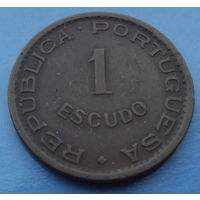 REPÚBLICA · PORTUGUESA
1
ESCUDO